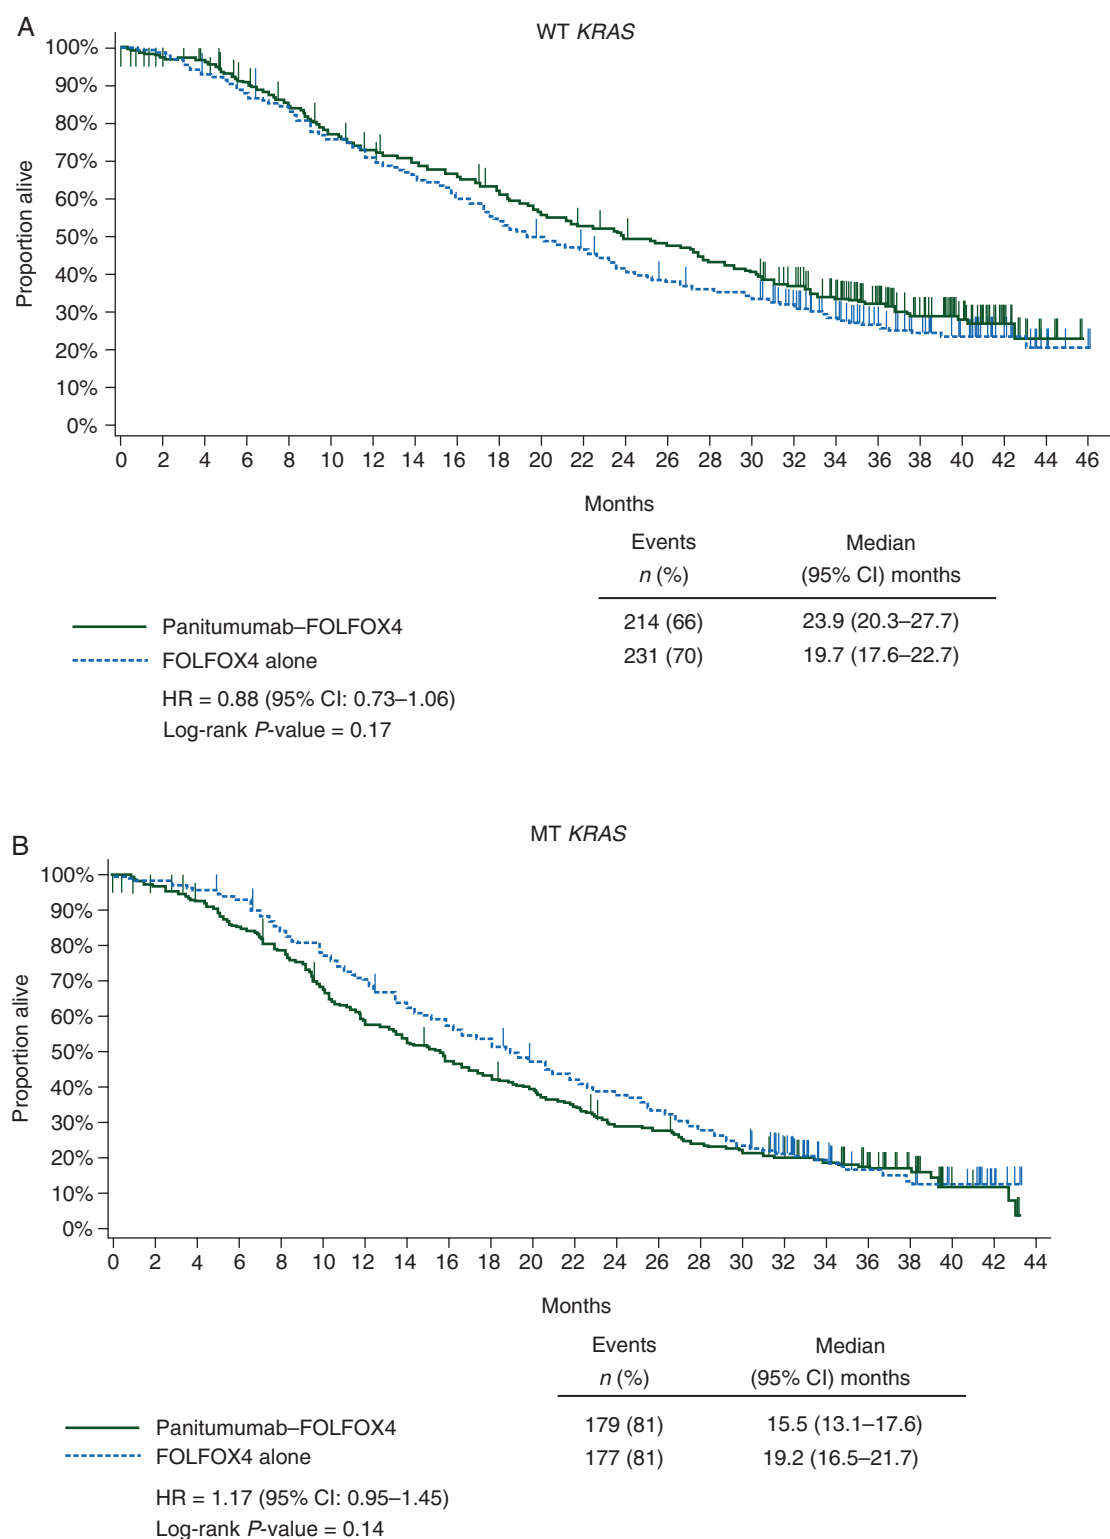 A
WT KRAS
Proportion alive
100%
90%
80%
70%
60%
50%
40%
30%
20%
10%
0%
0 2 4 6 8 10 12 14 16 18 20 22 24 26 28 30 32 34 36 38 40 42 44 46
Months
Events Median
n (%) (95% CI) months
Panitumumab–FOLFOX4 214 (66) 23.9 (20.3–27.7)
FOLFOX4 alone 231 (70) 19.7 (17.6–22.7)
HR = 0.88 (95% CI: 0.73–1.06)
Log-rank P-value = 0.17
B
MT KRAS
Proportion alive
100%
90%
80%
70%
60%
50%
40%
30%
20%
10%
0%
0 2 4 6 8 10 12 14 16 18 20 22 24 26 28 30 32 34 36 38 40 42 44
Months
Events Median
n (%) (95% CI) months
Panitumumab–FOLFOX4 179 (81) 15.5 (13.1–17.6)
FOLFOX4 alone 177 (81) 19.2 (16.5–21.7)
HR = 1.17 (95% CI: 0.95–1.45)
Log-rank P-value = 0.14